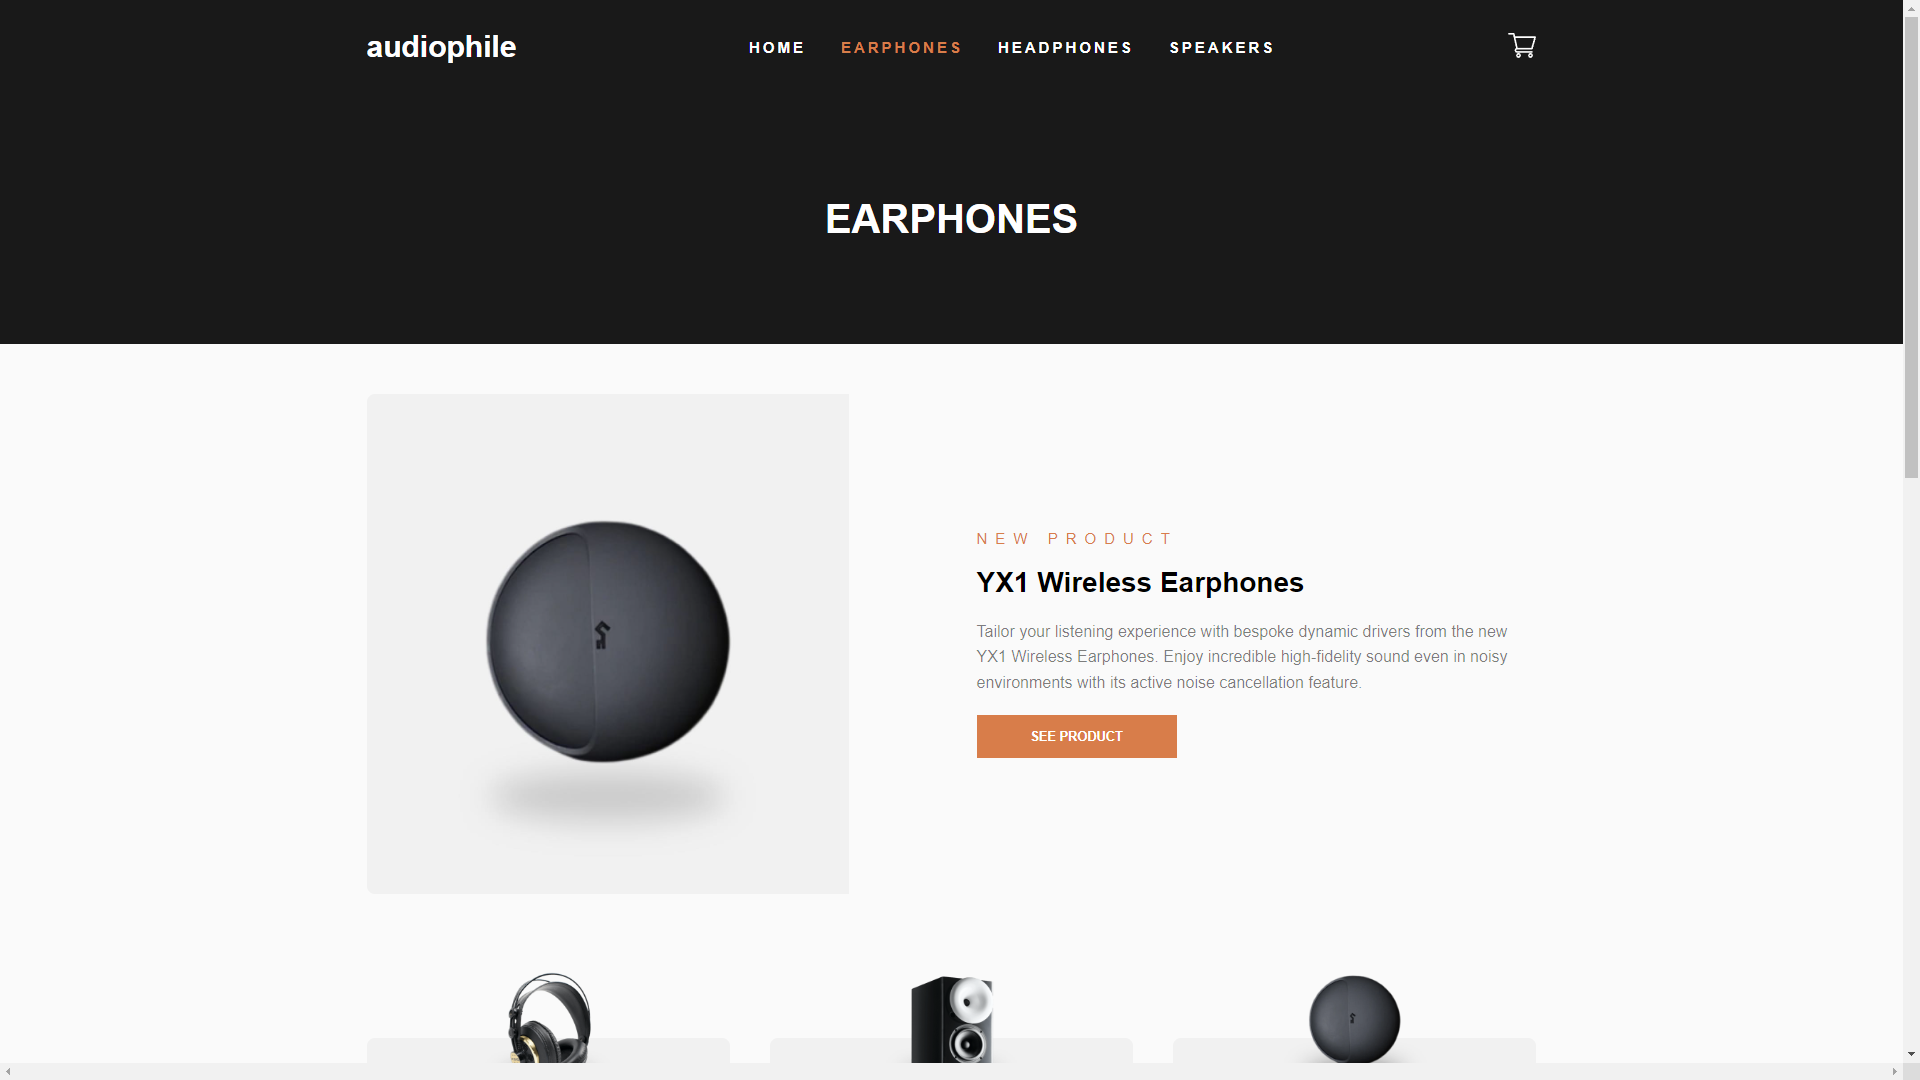 audiophile
HOME EARPHONES HEADPHONES SPEAKERS
EARPHONES
NEW PRODUCT
YX1 Wireless Earphones
Tailor your listening experience with bespoke dynamic drivers from the new
YX1 Wireless Earphones. Enjoy incredible high-fidelity sound even in noisy
environments with its active noise cancellation feature.
SEE PRODUCT